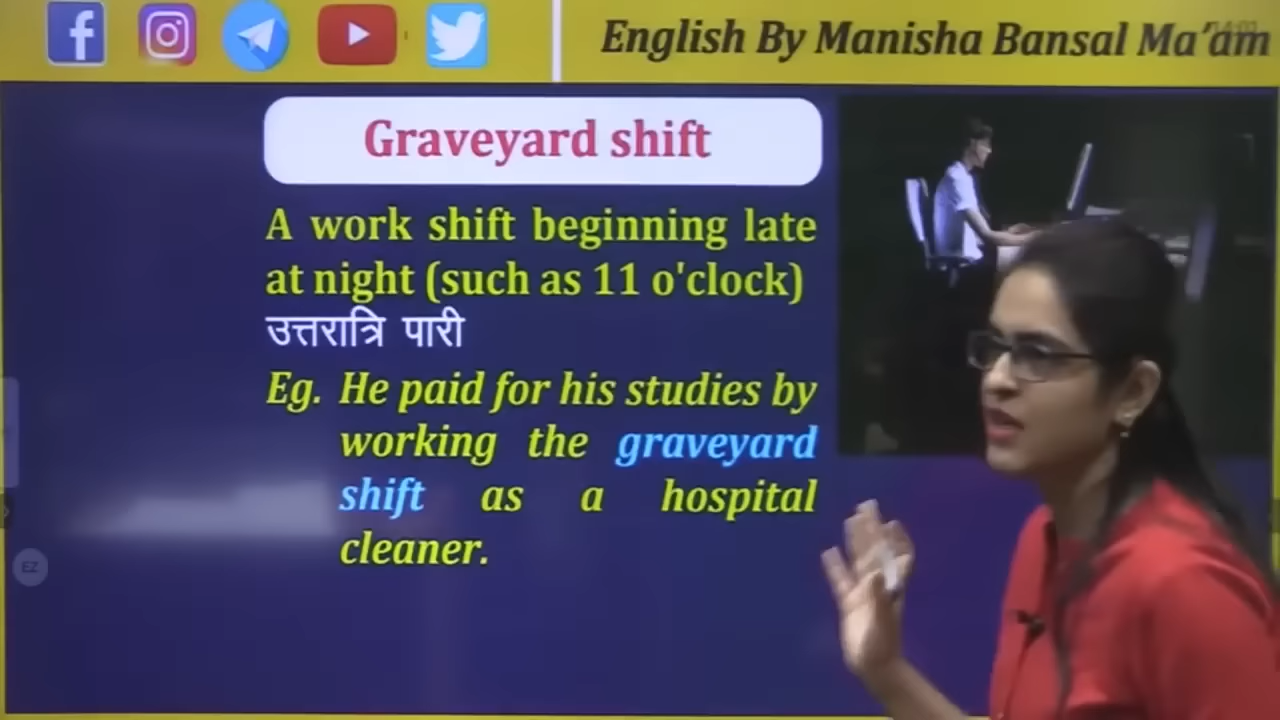 English By Manisha Bansal Ma'am
Graveyard shift
A work shift beginning late
at night (such as 11 o'clock)
उत्तरात्रि पारी
Eg. He paid for his studies by
working the graveyard
shift as a hospital
cleaner.
EZ